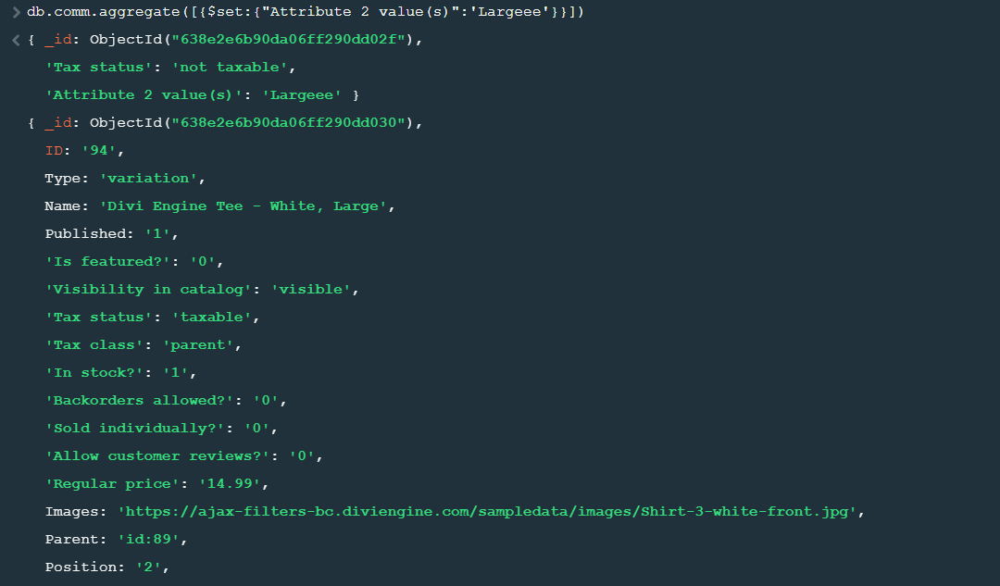 > db.comm.aggregate([{$set:{"Attribute 2 value(s)":'Largeee'}}])
< { _id: ObjectId("638e2e6b90da06ff290dd02f"),
'Tax status': 'not taxable',
'Attribute 2 value(s)': 'Largeee' }
{ _id: ObjectId("638e2e6b90da06ff290dd030"),
ID: '94',
Type: 'variation',
Name: 'Divi Engine Tee - White, Large',
Published: '1',
'Is featured?': '0',
'Visibility in catalog': 'visible',
'Tax status': 'taxable',
'Tax class': 'parent',
'In stock?': '1',
'Backorders allowed?': '0',
'Sold individually?': '0',
'Allow customer reviews?': '0',
'Regular price': '14.99',
Images: 'https://ajax-filters-bc.diviengine.com/sampledata/images/Shirt-3-white-front.jpg',
Parent: 'id:89',
Position: '2',